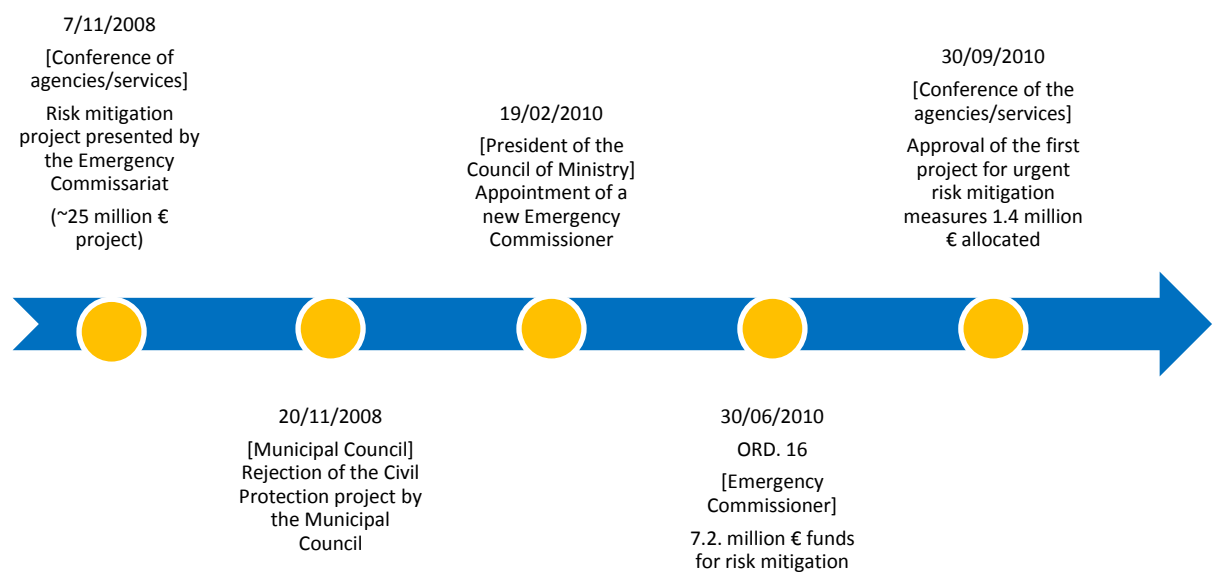 7/11/2008
[Conference of
agencies/services]
Risk mitigation
project presented by
the Emergency
Commissariat
(~25 million €
project)
20/11/2008
[Municipal Council]
Rejection of the Civil
Protection project by
the Municipal
Council
19/02/2010
[President of the
Council of Ministry]
Appointment of a
new Emergency
Commissioner
30/06/2010
ORD. 16
[Emergency
Commissioner]
7.2. million € funds
for risk mitigation
30/09/2010
[Conference of the
agencies/services]
Approval of the first
project for urgent
risk mitigation
measures 1.4 million
€ allocated